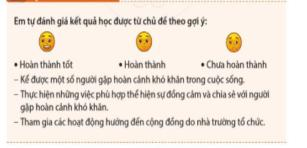 Em tự đánh giá kết quả học được từ chủ đề theo gợi ý:
• Hoàn thành tốt • Hoàn thành • Chưa hoàn thành
– Kể được một số người gặp hoàn cảnh khó khăn trong cuộc sống.
– Thực hiện những việc phù hợp thể hiện sự đồng cảm và chia sẻ với người
gặp hoàn cảnh khó khăn.
– Tham gia các hoạt động hướng đến cộng đồng do nhà trường tổ chức.